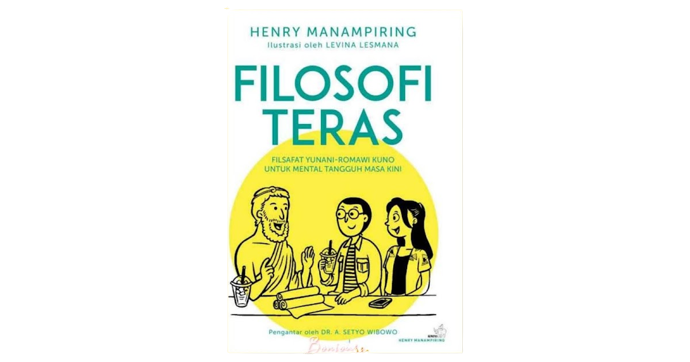 HENRY MANAMPIRING
Ilustrasi oleh LEVINA LESMANA
FILOSOFI
TERAS
FILSAFAT YUNANI-ROMAWI KUNO
UNTUK MENTAL TANGGUH MASA KINI
Pengantar oleh DR. A. SETYO WIBOWO
HENRY MANAMPIRING